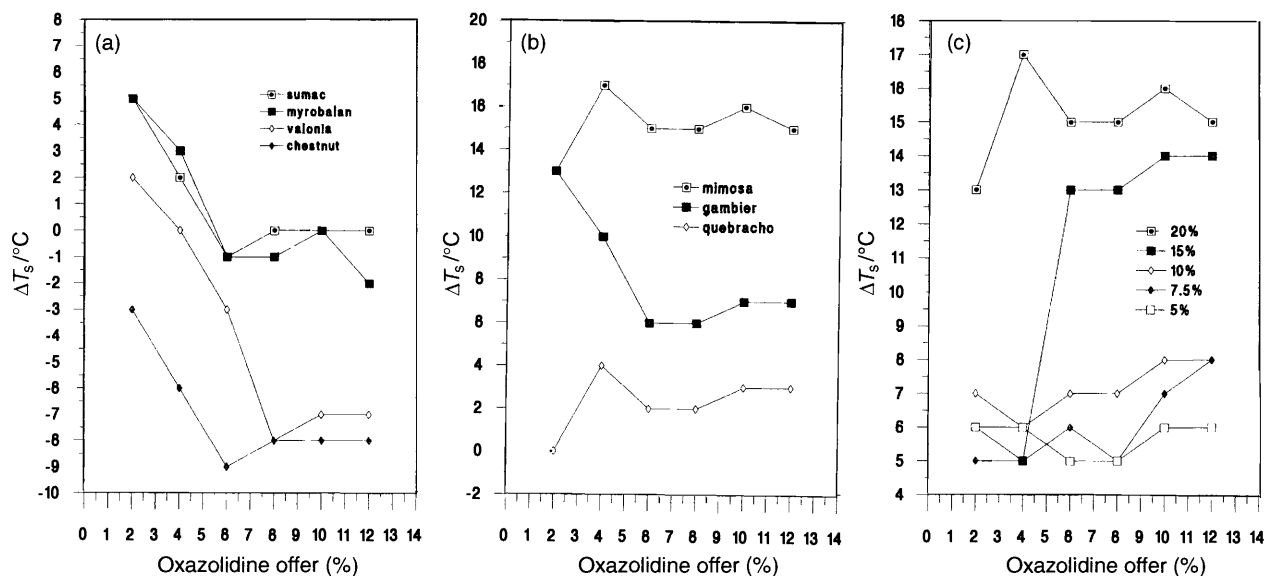 (a)
sumac
myrobalan
valonia
chestnut
8
7
6
5
4
3
2
1
0
-1
-2
-3
-4
-5
-6
-7
-8
-9
-10
ΔTs/°C
0 1 2 3 4 5 6 7 8 9 10 11 12 13 14
Oxazolidine offer (%)
(b)
mimosa
gambier
quebracho
20
18
16
14
12
10
8
6
4
2
0
-2
ΔTs/°C
0 1 2 3 4 5 6 7 8 9 10 11 12 13 14
Oxazolidine offer (%)
(c)
20%
15%
10%
7.5%
5%
18
17
16
15
14
13
12
11
10
9
8
7
6
5
4
ΔTs/°C
0 1 2 3 4 5 6 7 8 9 10 11 12 13 14
Oxazolidine offer (%)